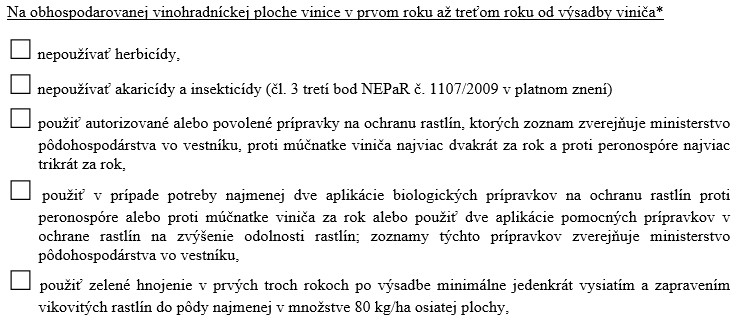 Na obhospodarovanej vinohradníckej ploche vinice v prvom roku až treťom roku od výsadby viniča*
nepoužívať herbicídy,
nepoužívať akaricídy a insekticídy (čl. 3 tretí bod NEPaR č. 1107/2009 v platnom znení)
použiť autorizované alebo povolené prípravky na ochranu rastlín, ktorých zoznam zverejňuje ministerstvo
pôdohospodárstva vo vestníku, proti múčnatke viniča najviac dvakrát za rok a proti peronospóre najviac
trikrát za rok,
použiť v prípade potreby najmenej dve aplikácie biologických prípravkov na ochranu rastlín proti
peronospóre alebo proti múčnatke viniča za rok alebo použiť dve aplikácie pomocných prípravkov v
ochrane rastlín na zvýšenie odolnosti rastlín; zoznamy týchto prípravkov zverejňuje ministerstvo
pôdohospodárstva vo vestníku,
použiť zelené hnojenie v prvých troch rokoch po výsadbe minimálne jedenkrát vysiatím a zapravením
vikovitých rastlín do pôdy najmenej v množstve 80 kg/ha osiatej plochy,